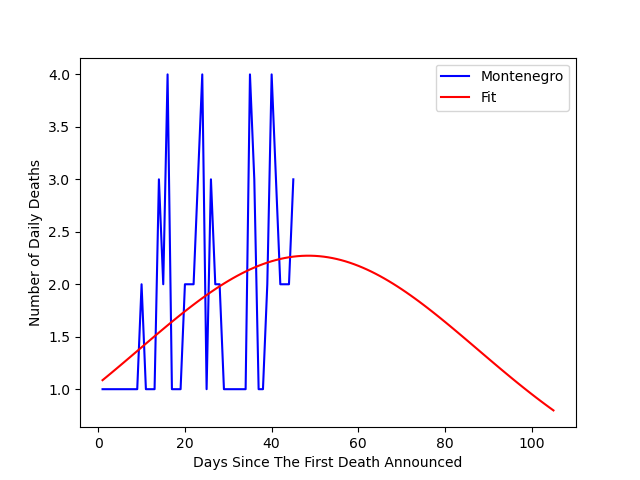 Montenegro
Fit
4.0
3.5
3.0
2.5
2.0
1.5
1.0
Number of Daily Deaths
0 20 40 60 80 100
Days Since The First Death Announced